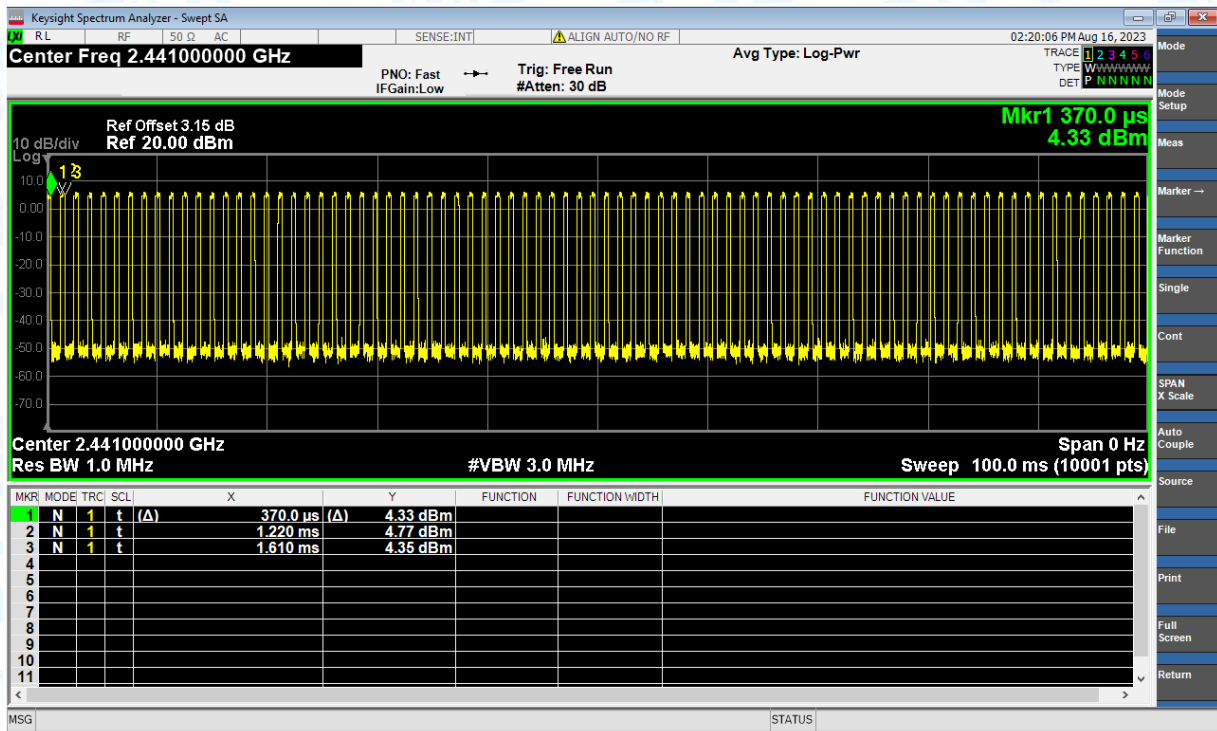 Keysight Spectrum Analyzer - Swept SA
LXI RL RF 50 Ω AC SENSE:INT ALIGN AUTO/NO RF 02:20:06 PM Aug 16, 2023
Center Freq 2.441000000 GHz
Avg Type: Log-Pwr
TRACE 1 2 3 4 5 6
TYPE WWWWWW
DET P N N N N N
PNO: Fast
IFGain:Low
Trig: Free Run
#Atten: 30 dB
Mkr1 370.0 µs
4.33 dBm
Ref Offset 3.15 dB
10 dB/div Ref 20.00 dBm
Log
1 2 3
10.0
0.00
-10.0
-20.0
-30.0
-40.0
-50.0
-60.0
-70.0
Center 2.441000000 GHz Span 0 Hz
Res BW 1.0 MHz #VBW 3.0 MHz Sweep 100.0 ms (10001 pts)
MKR MODE TRC SCL X Y FUNCTION FUNCTION WIDTH FUNCTION VALUE
1 N 1 t (Δ) 370.0 µs (Δ) 4.33 dBm
2 N 1 t 1.220 ms 4.77 dBm
3 N 1 t 1.610 ms 4.35 dBm
4
5
6
7
8
9
10
11
MSG STATUS
Mode
Mode
Setup
Meas
Marker→
Marker
Function
Single
Cont
SPAN
X Scale
Auto
Couple
Source
File
Print
Full
Screen
Return